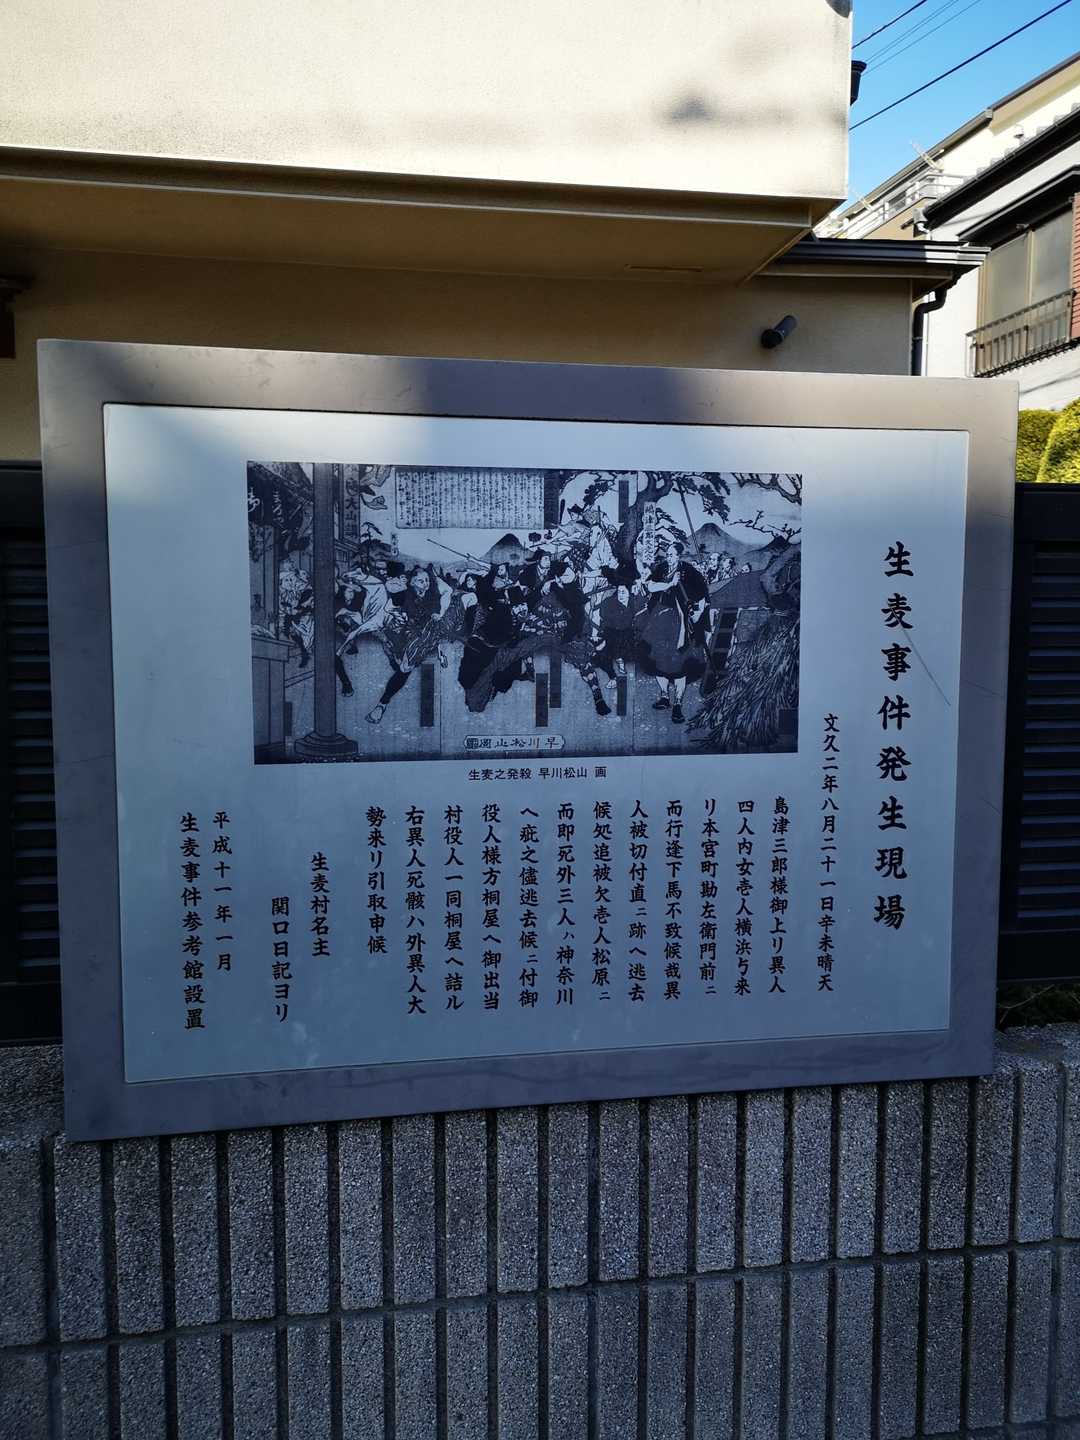 生麦事件発生現場
文久二年八月二十一日辛未晴天
島津三郎様御上リ異人
四人内女壱人横浜ゟ来
リ本宮町勘左衛門前ニ
而行逢下馬不致候哉異
人被切付直ニ跡へ逃去
候処追被欠壱人松原ニ
而即死外三人ハ神奈川
へ疵之儘逃去候ニ付御
役人様方桐屋へ御出当
村役人一同桐屋へ詰ル
右異人死骸ハ外異人大
勢来リ引取申候
生麦村名主
関口日記ヨリ
平成十一年一月
生麦事件参考館設置
生麦之発殺 早川松山 画
早川松山画